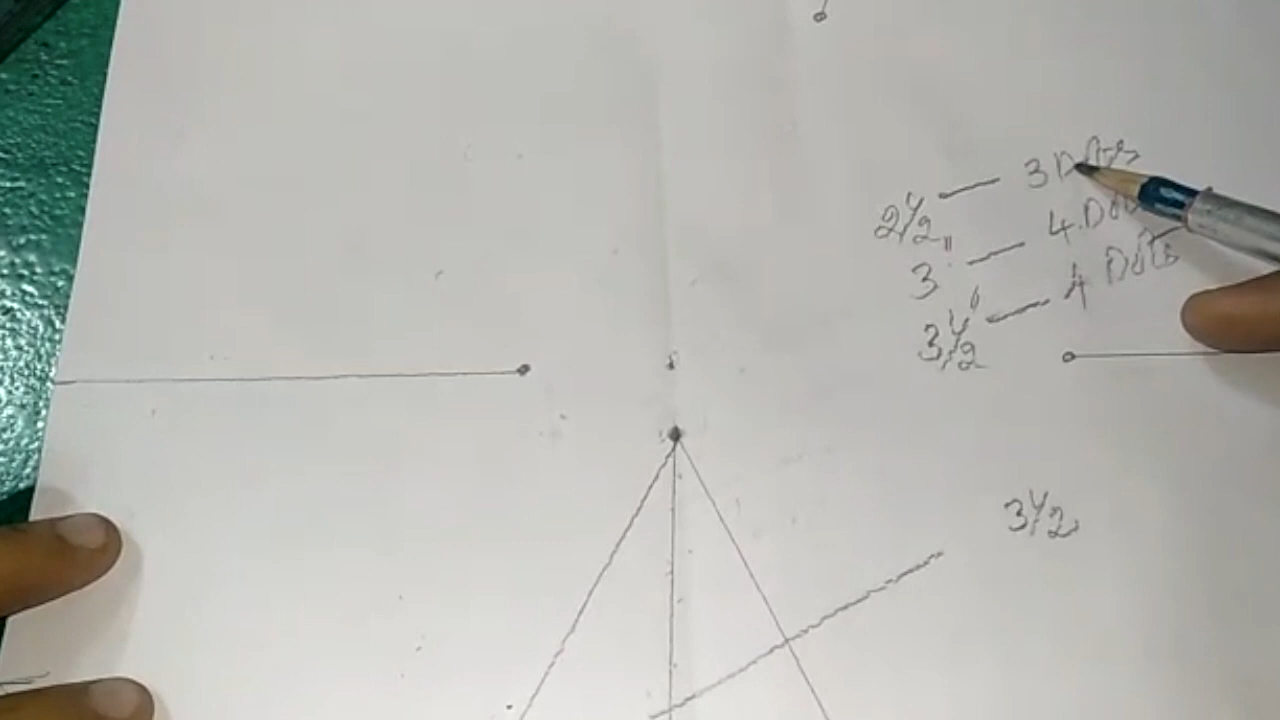 2½" — 3 Dots
3" — 4 Dots
3½" — 4 Dots
3½